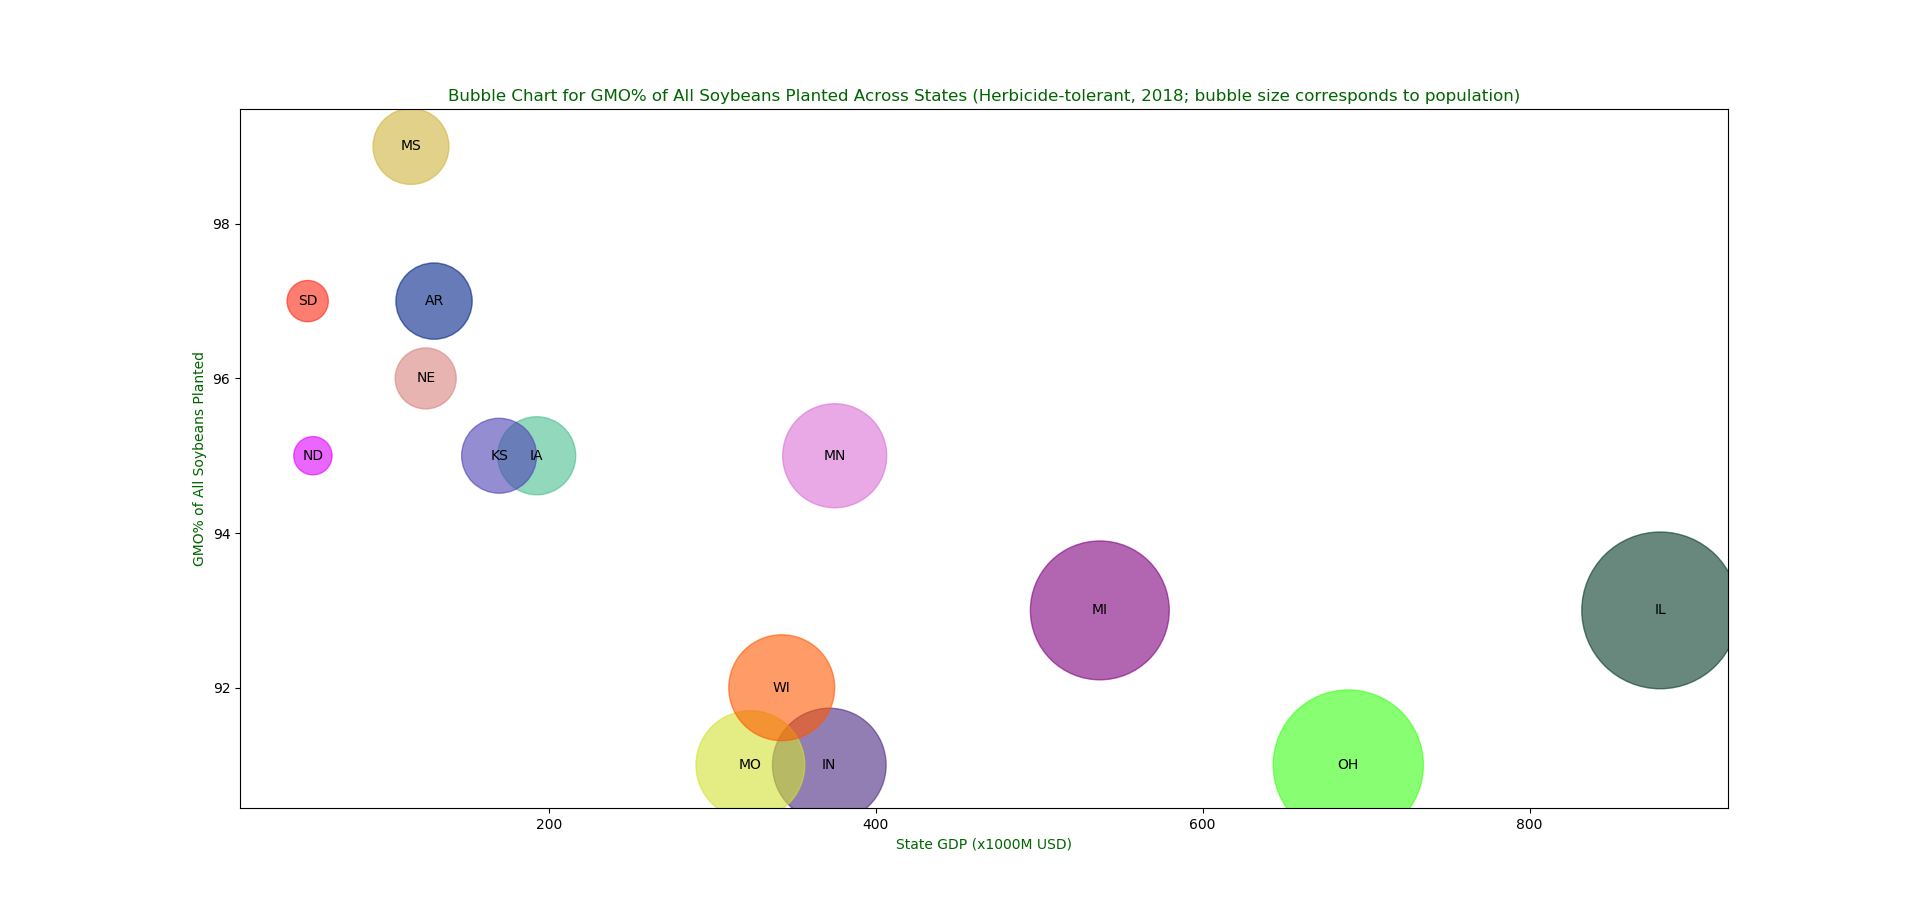 Bubble Chart for GMO% of All Soybeans Planted Across States (Herbicide-tolerant, 2018; bubble size corresponds to population)
GMO% of All Soybeans Planted
98
96
94
92
MS
SD
AR
NE
ND
KS
IA
MN
MI
IL
WI
MO
IN
OH
200
400
600
800
State GDP (x1000M USD)